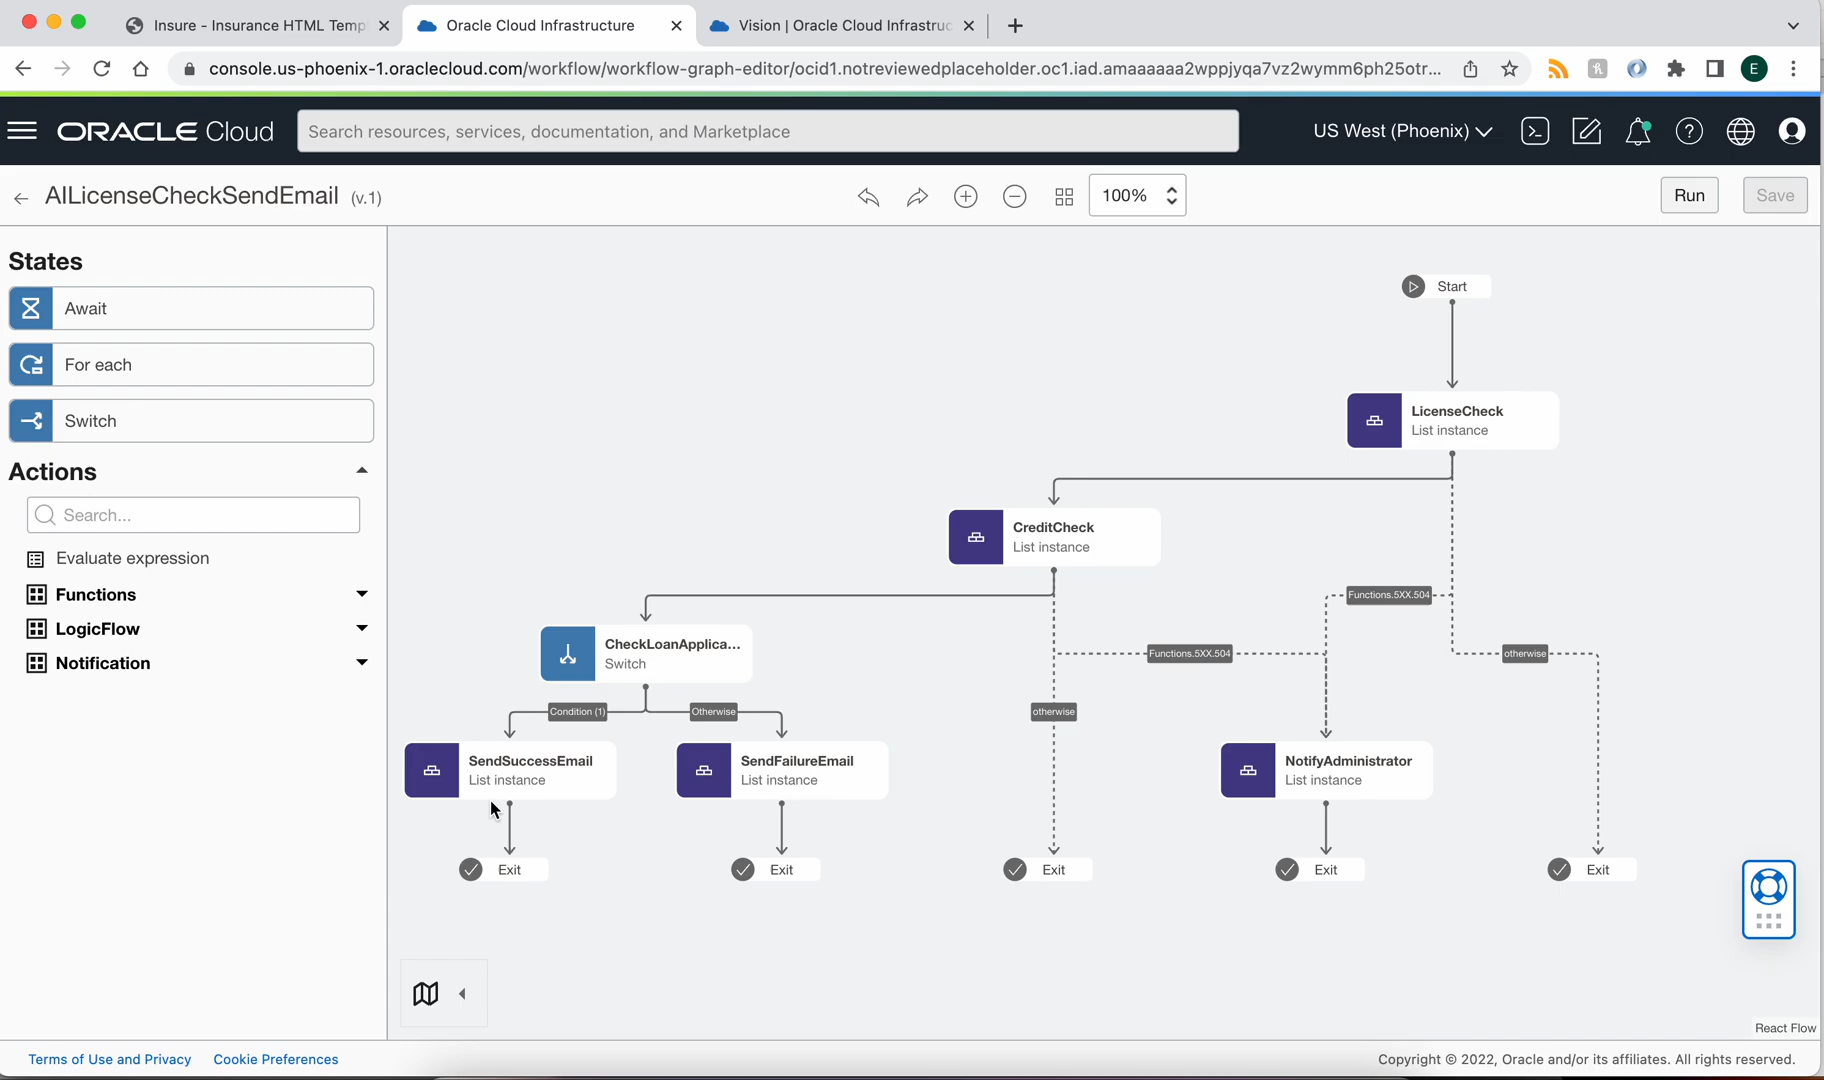 Insure - Insurance HTML Temp
Oracle Cloud Infrastructure
Vision | Oracle Cloud Infrastruc
console.us-phoenix-1.oraclecloud.com/workflow/workflow-graph-editor/ocid1.notreviewedplaceholder.oc1.iad.amaaaaaa2wppjyqa7vz2wymm6ph25otr...
E
ORACLE Cloud
Search resources, services, documentation, and Marketplace
US West (Phoenix)
AILicenseCheckSendEmail (v.1)
100%
Run
Save
States
Await
For each
Switch
Actions
Search...
Evaluate expression
Functions
LogicFlow
Notification
Start
LicenseCheck
List instance
CreditCheck
List instance
Functions.5XX.504
CheckLoanApplica...
Switch
Functions.5XX.504
otherwise
Condition (1)
Otherwise
otherwise
SendSuccessEmail
List instance
SendFailureEmail
List instance
NotifyAdministrator
List instance
Exit
Exit
Exit
Exit
Exit
React Flow
Terms of Use and Privacy
Cookie Preferences
Copyright © 2022, Oracle and/or its affiliates. All rights reserved.